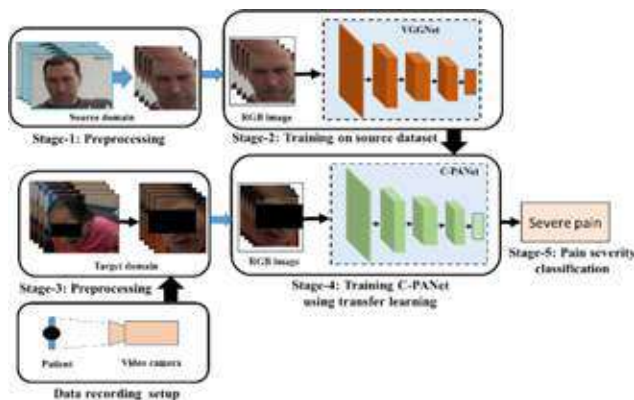 VGGNet
Source domain
RGB image
Stage-1: Preprocessing
Stage-2: Training on source dataset
C-PANet
Severe pain
Target domain
RGB image
Stage-3: Preprocessing
Stage-4: Training C-PANet
using transfer learning
Stage-5: Pain severity
classification
Patient
Video camera
Data recording setup